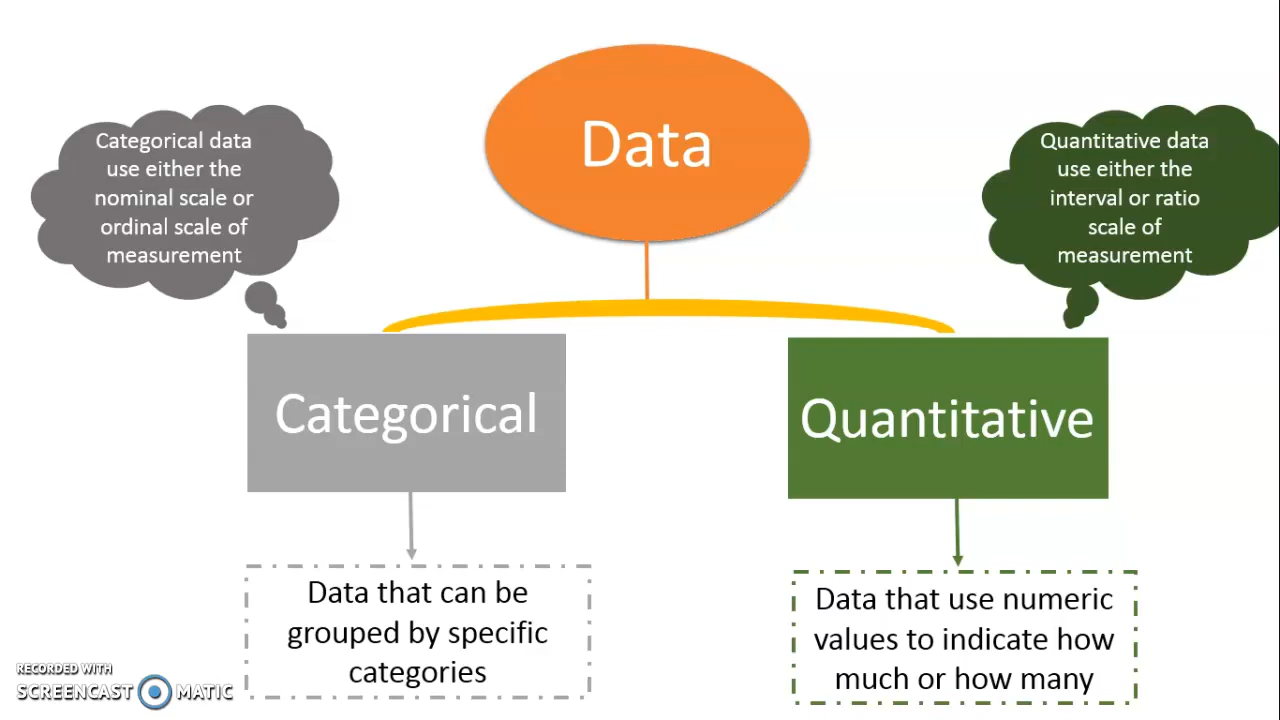 Data
Categorical data
use either the
nominal scale or
ordinal scale of
measurement
Quantitative data
use either the
interval or ratio
scale of
measurement
Categorical
Quantitative
Data that can be
grouped by specific
categories
Data that use numeric
values to indicate how
much or how many
RECORDED WITH
SCREENCAST MATIC